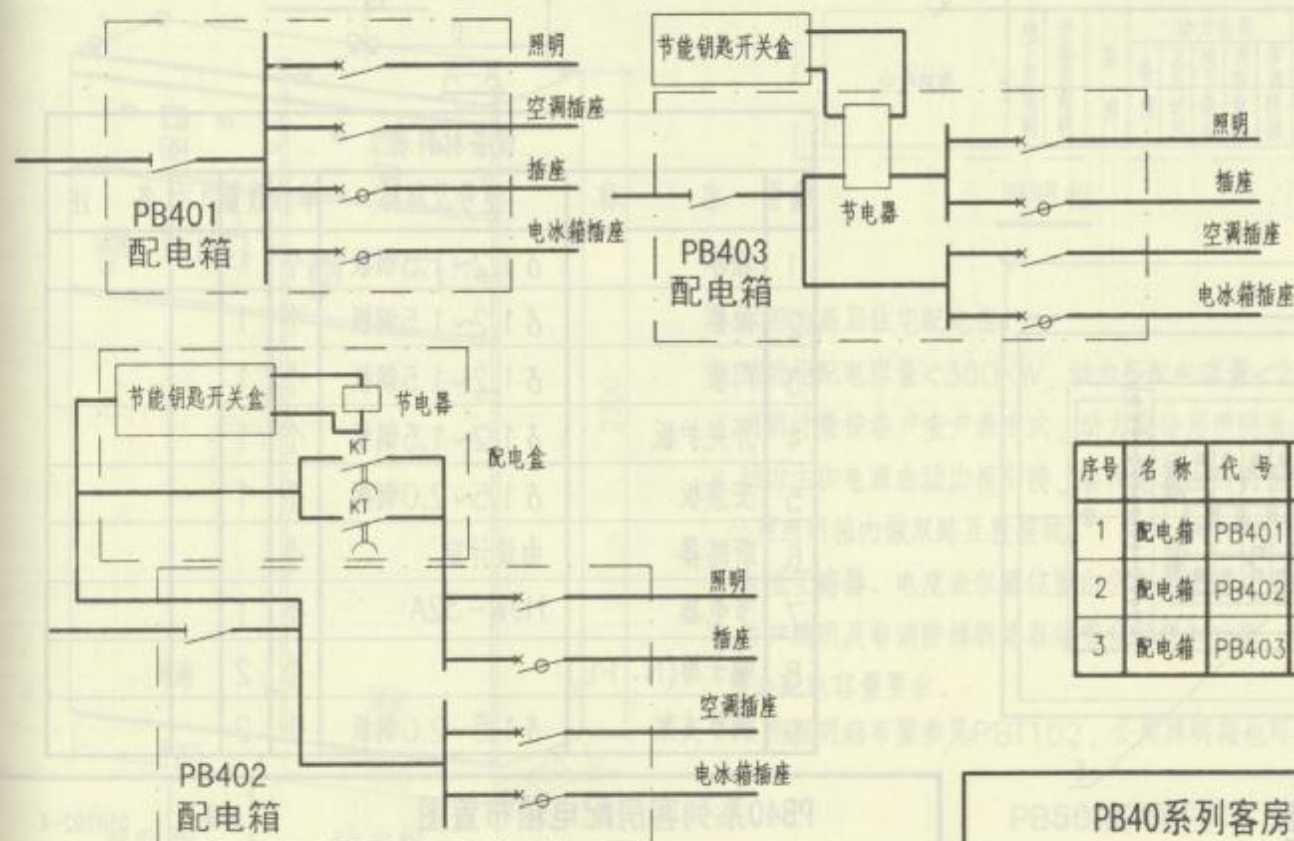 照明
空调插座
插座
电冰箱插座
PB401
配电箱
节能钥匙开关盒
节电器
照明
插座
空调插座
电冰箱插座
PB403
配电箱
节能钥匙开关盒
节电器
KT
KT
配电盒
照明
插座
空调插座
电冰箱插座
PB402
配电箱
序号 名称 代号
1 配电箱 PB401
2 配电箱 PB402
3 配电箱 PB403
PB40系列客房